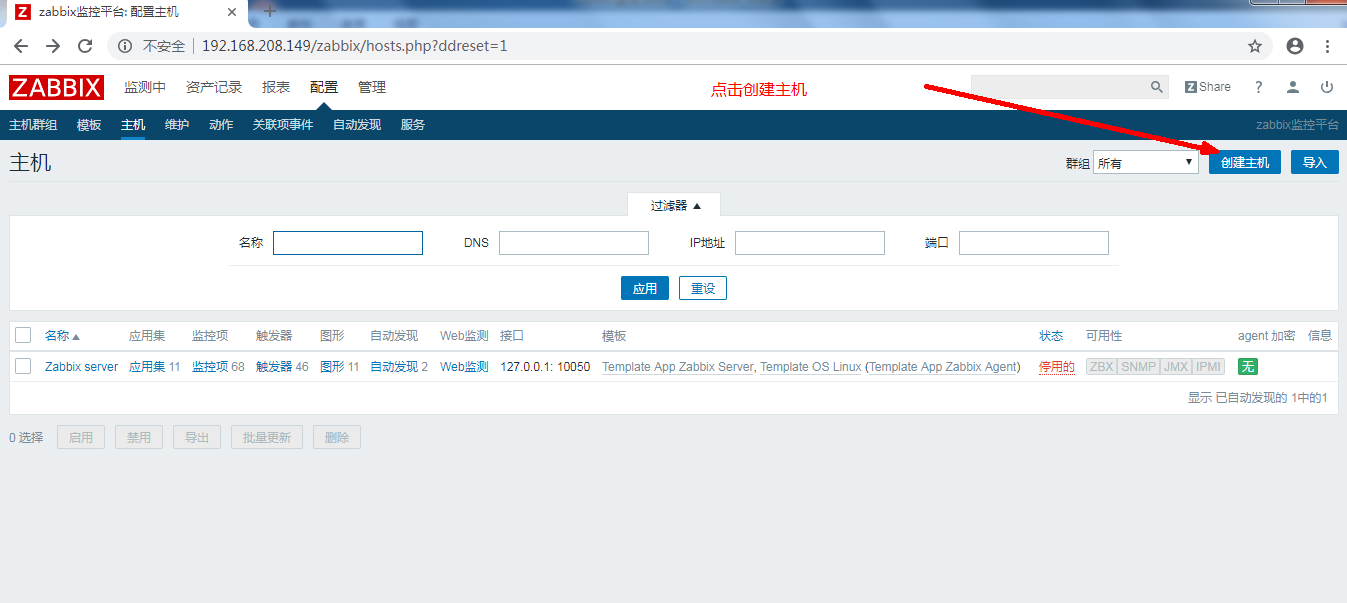 zabbix监控平台: 配置主机
不安全 192.168.208.149/zabbix/hosts.php?ddreset=1
ZABBIX 监测中 资产记录 报表 配置 管理 点击创建主机 Z Share ?
主机群组 模板 主机 维护 动作 关联项事件 自动发现 服务 zabbix监控平台
主机 群组 所有 创建主机 导入
过滤器
名称 DNS IP地址 端口
应用 重设
名称 应用集 监控项 触发器 图形 自动发现 Web监测 接口 模板 状态 可用性 agent 加密 信息
Zabbix server 应用集 11 监控项 68 触发器 46 图形 11 自动发现 2 Web监测 127.0.0.1: 10050 Template App Zabbix Server, Template OS Linux (Template App Zabbix Agent) 停用的 ZBX SNMP JMX IPMI 无
显示 已自动发现的 1中的1
0 选择 启用 禁用 导出 批量更新 删除